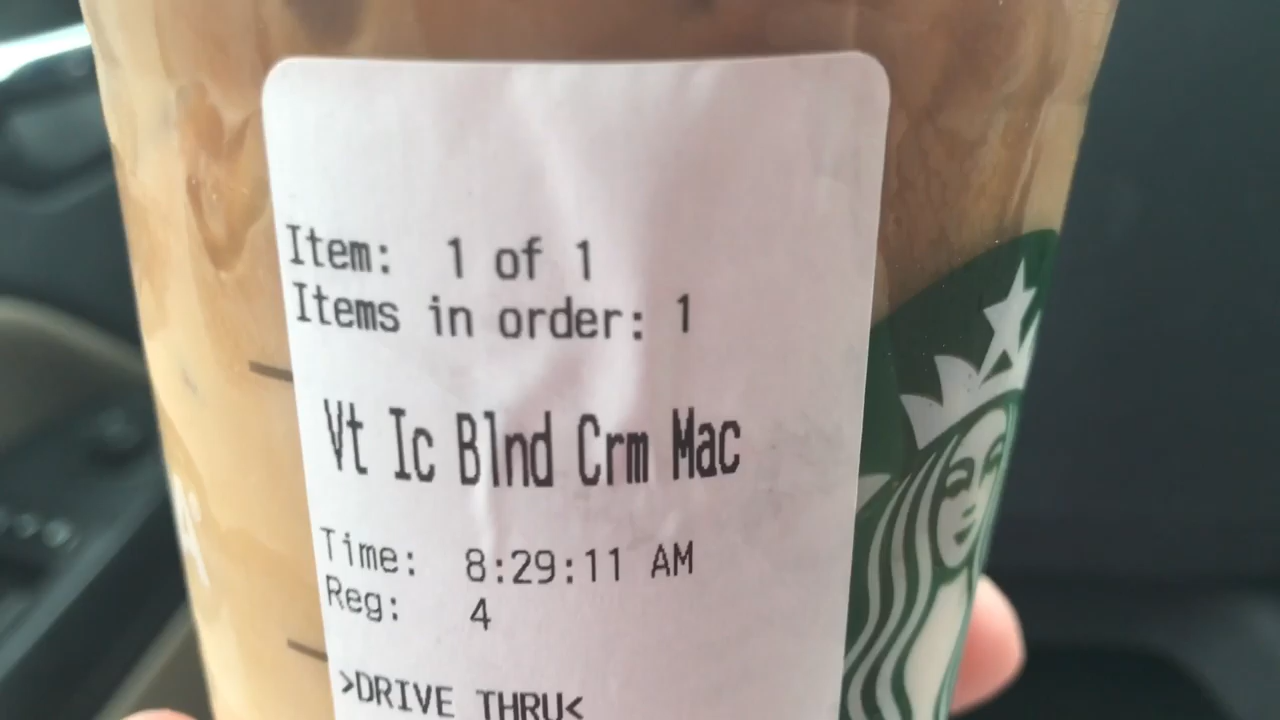 Item: 1 of 1
Items in order: 1
Vt Ic Blnd Crm Mac
Time: 8:29:11 AM
Reg: 4
>DRIVE THRU<